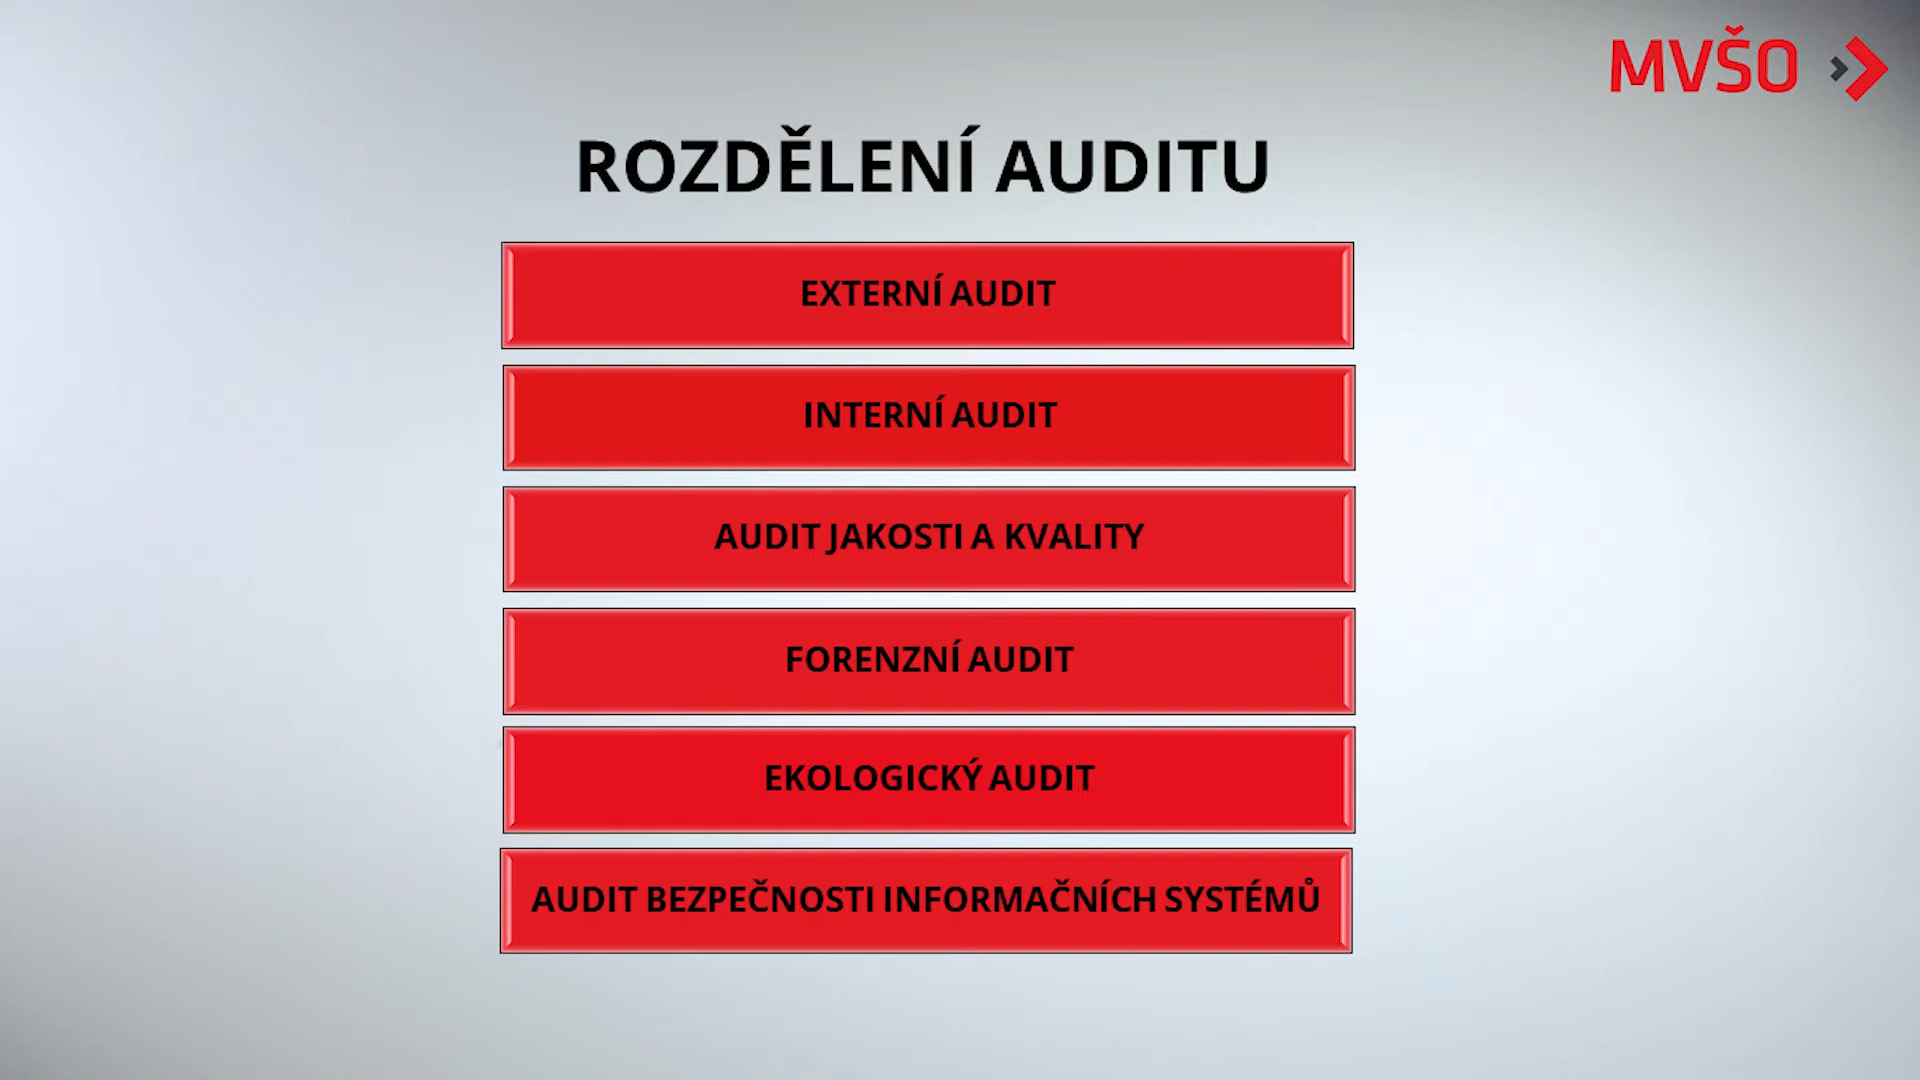 MVŠO
ROZDĚLENÍ AUDITU
EXTERNÍ AUDIT
INTERNÍ AUDIT
AUDIT JAKOSTI A KVALITY
FORENZNÍ AUDIT
EKOLOGICKÝ AUDIT
AUDIT BEZPEČNOSTI INFORMAČNÍCH SYSTÉMŮ